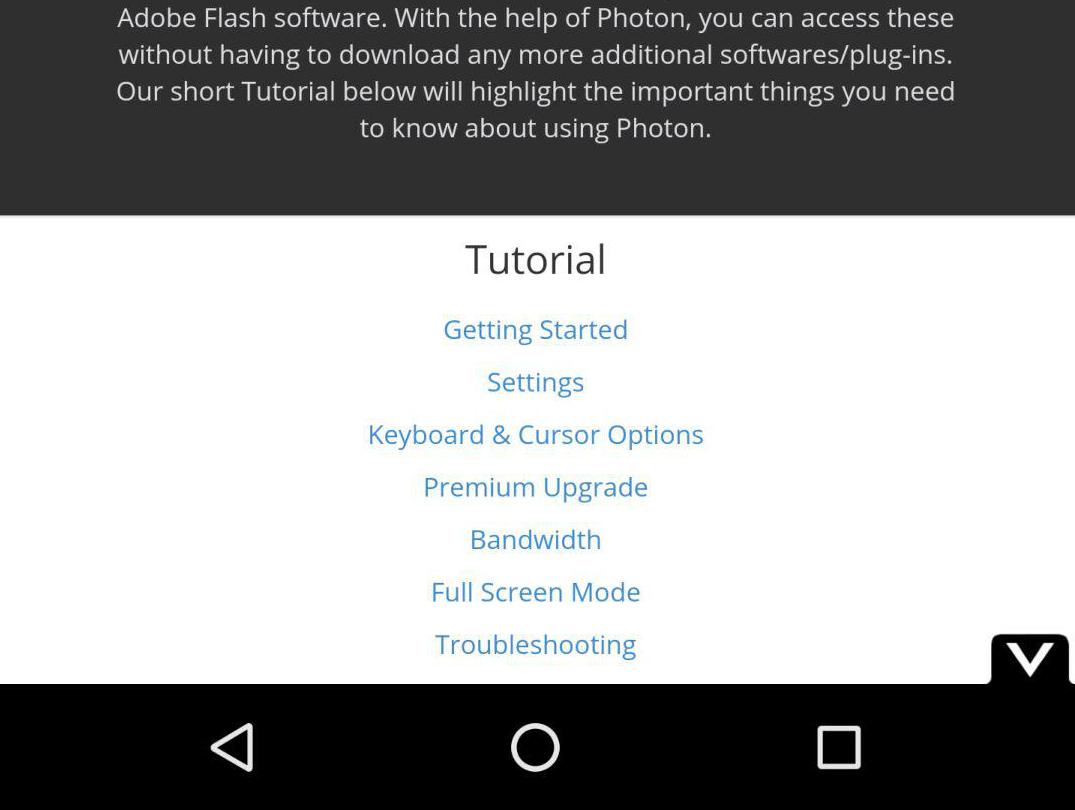 Adobe Flash software. With the help of Photon, you can access these
without having to download any more additional softwares/plug-ins.
Our short Tutorial below will highlight the important things you need
to know about using Photon.
Tutorial
Getting Started
Settings
Keyboard & Cursor Options
Premium Upgrade
Bandwidth
Full Screen Mode
Troubleshooting